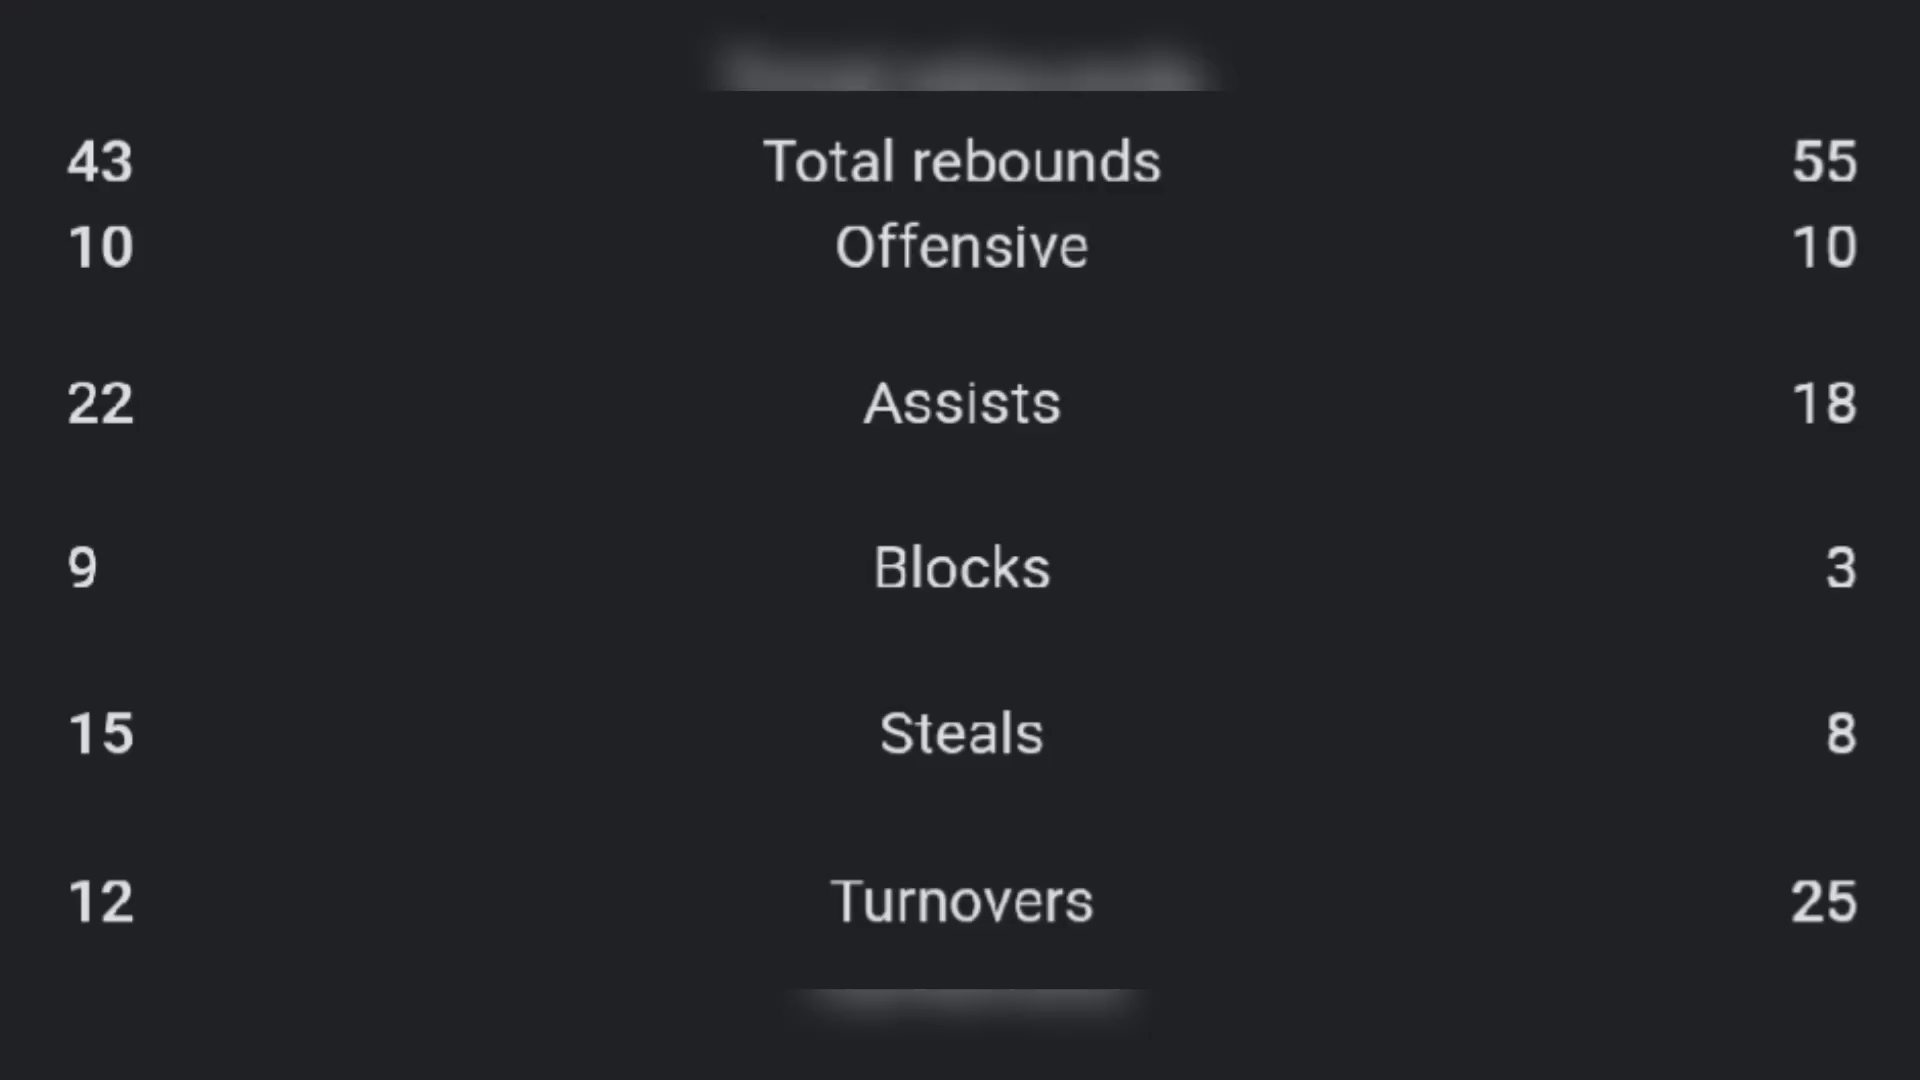 43 Total rebounds 55
10 Offensive 10
22 Assists 18
9 Blocks 3
15 Steals 8
12 Turnovers 25